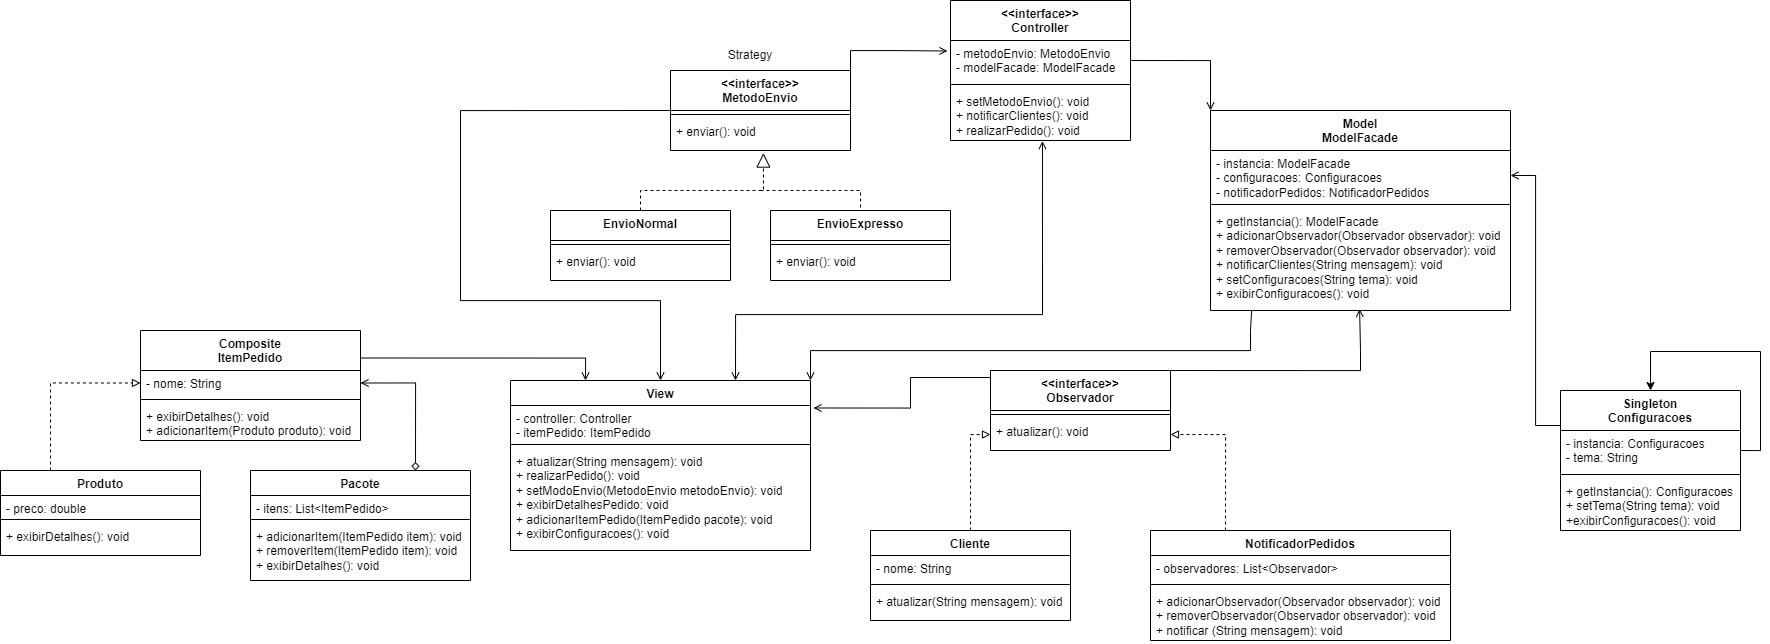 <<interface>>
Controller
- metodoEnvio: MetodoEnvio
- modelFacade: ModelFacade
+ setMetodoEnvio(): void
+ notificarClientes(): void
+ realizarPedido(): void
Strategy
<<interface>>
MetodoEnvio
+ enviar(): void
Model
ModelFacade
- instancia: ModelFacade
- configuracoes: Configuracoes
- notificadorPedidos: NotificadorPedidos
+ getInstancia(): ModelFacade
+ adicionarObservador(Observador observador): void
+ removerObservador(Observador observador): void
+ notificarClientes(String mensagem): void
+ setConfiguracoes(String tema): void
+ exibirConfiguracoes(): void
EnvioNormal
+ enviar(): void
EnvioExpresso
+ enviar(): void
Composite
ItemPedido
- nome: String
+ exibirDetalhes(): void
+ adicionarItem(Produto produto): void
View
- controller: Controller
- itemPedido: ItemPedido
+ atualizar(String mensagem): void
+ realizarPedido(): void
+ setModoEnvio(MetodoEnvio metodoEnvio): void
+ exibirDetalhesPedido: void
+ adicionarItemPedido(ItemPedido pacote): void
+ exibirConfiguracoes(): void
<<interface>>
Observador
+ atualizar(): void
Singleton
Configuracoes
- instancia: Configuracoes
- tema: String
+ getInstancia(): Configuracoes
+ setTema(String tema): void
+exibirConfiguracoes(): void
Produto
- preco: double
+ exibirDetalhes(): void
Pacote
- itens: List<ItemPedido>
+ adicionarItem(ItemPedido item): void
+ removerItem(ItemPedido item): void
+ exibirDetalhes(): void
Cliente
- nome: String
+ atualizar(String mensagem): void
NotificadorPedidos
- observadores: List<Observador>
+ adicionarObservador(Observador observador): void
+ removerObservador(Observador observador): void
+ notificar (String mensagem): void